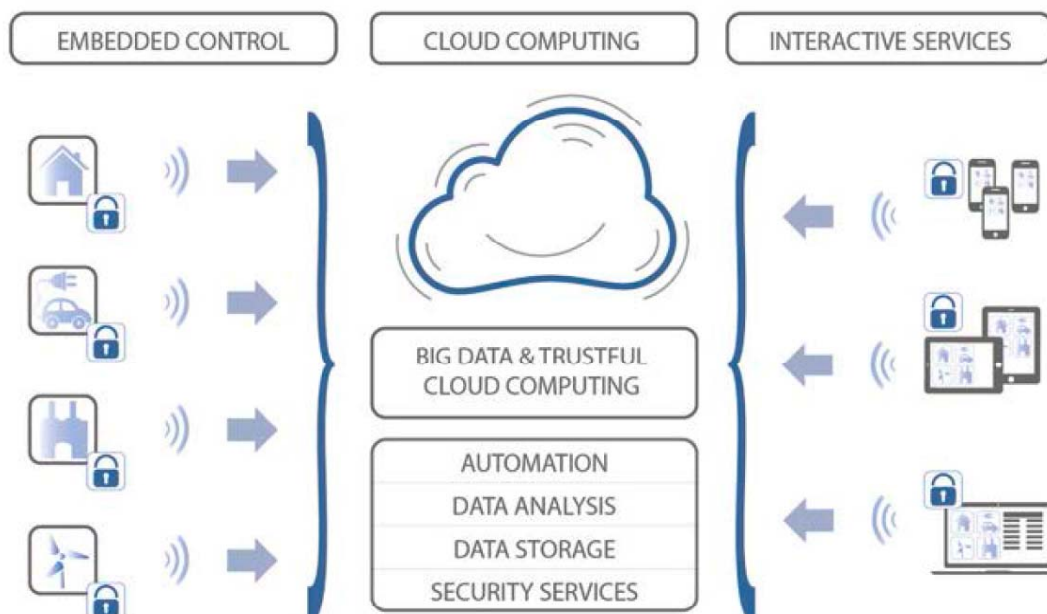 EMBEDDED CONTROL
CLOUD COMPUTING
INTERACTIVE SERVICES
BIG DATA & TRUSTFUL
CLOUD COMPUTING
AUTOMATION
DATA ANALYSIS
DATA STORAGE
SECURITY SERVICES